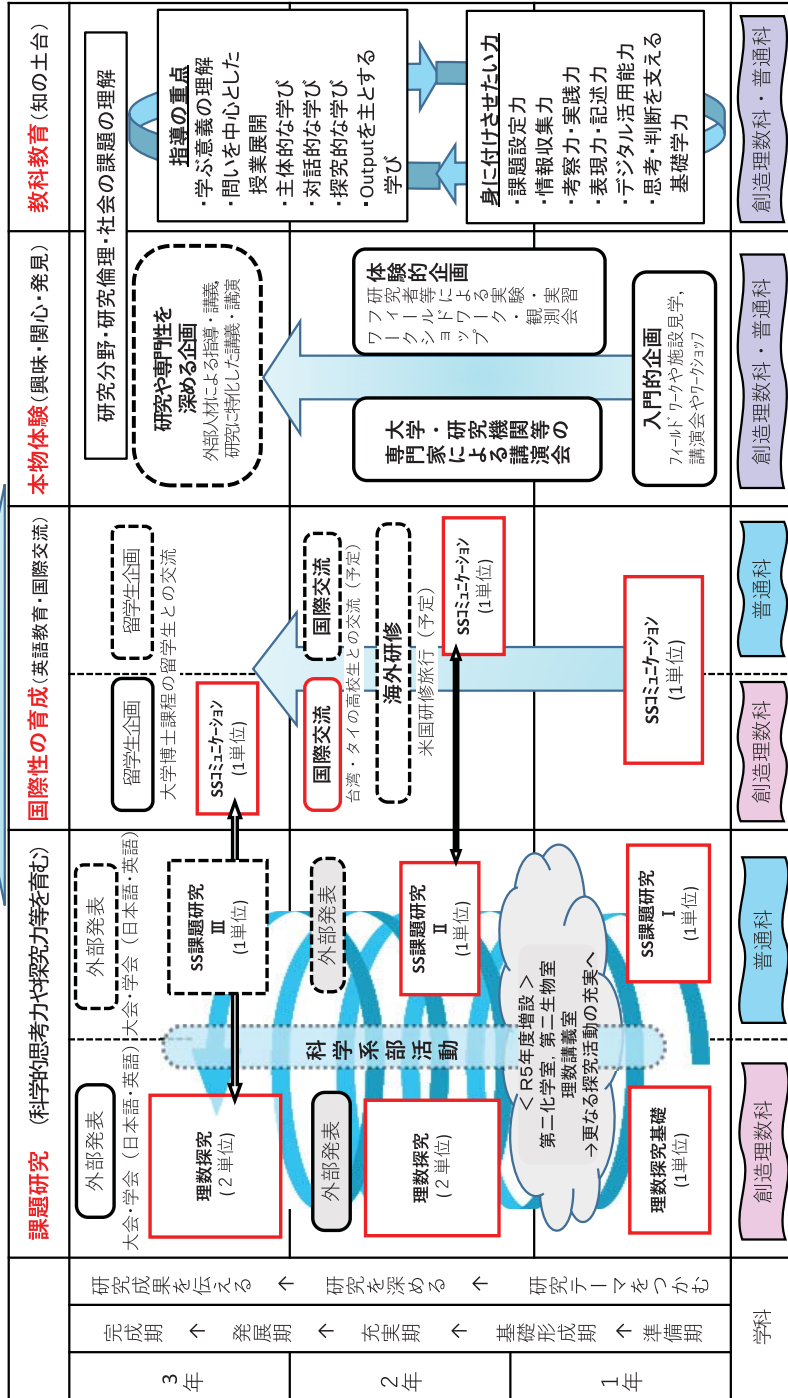 課題研究 (科学的思考力や探究力等を育む)
国際性の育成(英語教育・国際交流)
本物体験(興味・関心・発見)
教科教育(知の土台)
3年
2年
1年
完成期
↑
発展期
↑
充実期
↑
基礎形成期
↑
準備期
研究成果を伝える
↑
研究を深める
↑
研究テーマをつかむ
学科
外部発表
大会・学会(日本語・英語)
理数探究
(2単位)
外部発表
理数探究
(2単位)
理数探究基礎
(1単位)
創造理数科
外部発表
大会・学会(日本語・英語)
SS課題研究
Ⅲ
(1単位)
外部発表
SS課題研究
Ⅱ
(1単位)
SS課題研究
Ⅰ
(1単位)
普通科
科学系部活動
<R5年度増設>
第二化学室,第二生物室
理数講義室
→更なる探究活動の充実へ
留学生企画
留学生企画
大学博士課程の留学生との交流
SSコミュニケーション
(1単位)
国際交流
国際交流
台湾・タイの高校生との交流(予定)
海外研修
米国研修旅行(予定)
SSコミュニケーション
(1単位)
SSコミュニケーション
(1単位)
創造理数科
普通科
研究分野・研究倫理・社会の課題の理解
研究や専門性を
深める企画
外部人材による指導・講義
研究に特化した講義・講演
大学・研究機関等の
専門家による講演会
体験的企画
研究者等による実験・実習
フィールドワーク・観測会
ワークショップ
入門的企画
フィールドワークや施設見学,
講演会やワークショップ
創造理数科・普通科
指導の重点
・学ぶ意義の理解
・問いを中心とした
授業展開
・主体的な学び
・対話的な学び
・探究的な学び
・Outputを主とする
学び
身に付けさせたい力
・課題設定力
・情報収集力
・考察力・実践力
・表現力・記述力
・デジタル活用能力
・思考・判断を支える
基礎学力
創造理数科・普通科